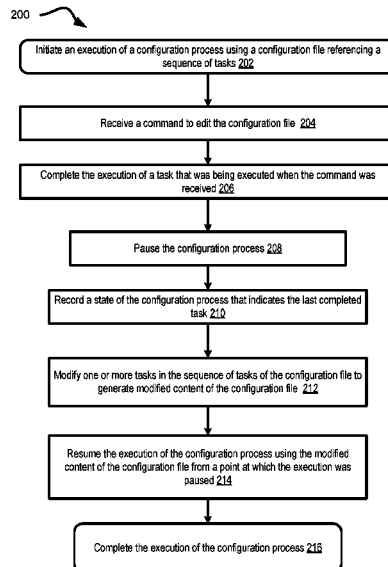 200
Initiate an execution of a configuration process using a configuration file referencing a
sequence of tasks 202
Receive a command to edit the configuration file 204
Complete the execution of a task that was being executed when the command was
received 206
Pause the configuration process 208
Record a state of the configuration process that indicates the last completed
task 210
Modify one or more tasks in the sequence of tasks of the configuration file to
generate modified content of the configuration file 212
Resume the execution of the configuration process using the modified
content of the configuration file from a point at which the execution was
paused 214
Complete the execution of the configuration process 216